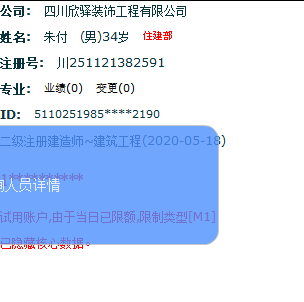 公司: 四川欣驿装饰工程有限公司
姓名: 朱付 (男)34岁 住建部
注册号: 川251121382591
专业: 业绩(0) 变更(0)
ID: 5110251985****2190
二级注册建造师~建筑工程(2020-05-18)
1**********
人员详情
试用账户,由于当日已限额,限制类型[M1]
已隐藏核心数据。